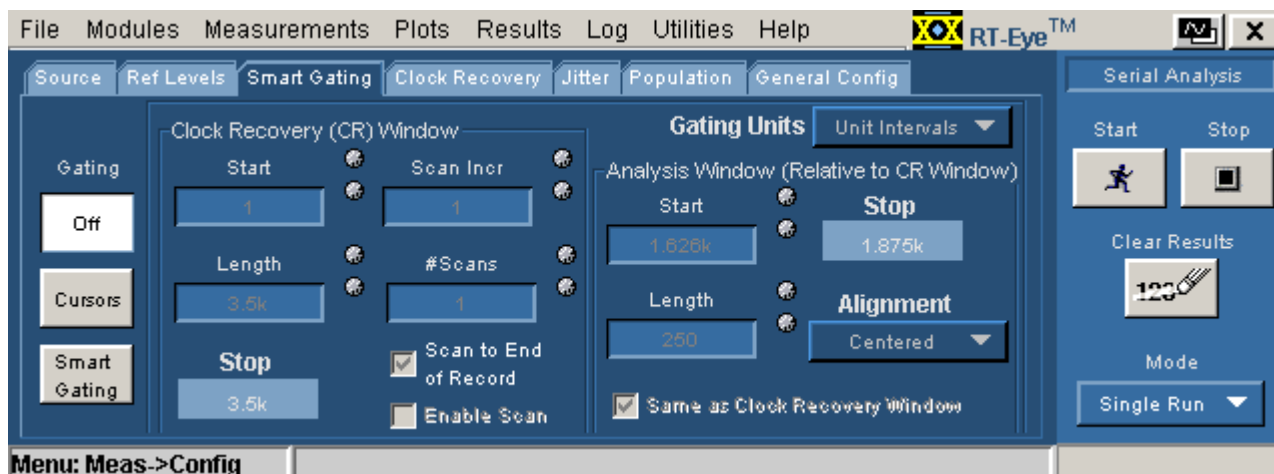 File Modules Measurements Plots Results Log Utilities Help RT-Eye™
Source Ref Levels Smart Gating Clock Recovery Jitter Population General Config
Serial Analysis
Gating
Off
Cursors
Smart
Gating
Clock Recovery (CR) Window
Start
1
Scan Incr
1
Length
3.5k
#Scans
1
Stop
3.5k
Scan to End
of Record
Enable Scan
Gating Units Unit Intervals
Analysis Window (Relative to CR Window)
Start
1.626k
Stop
1.875k
Length
250
Alignment
Centered
Same as Clock Recovery Window
Start Stop
Clear Results
123
Mode
Single Run
Menu: Meas->Config